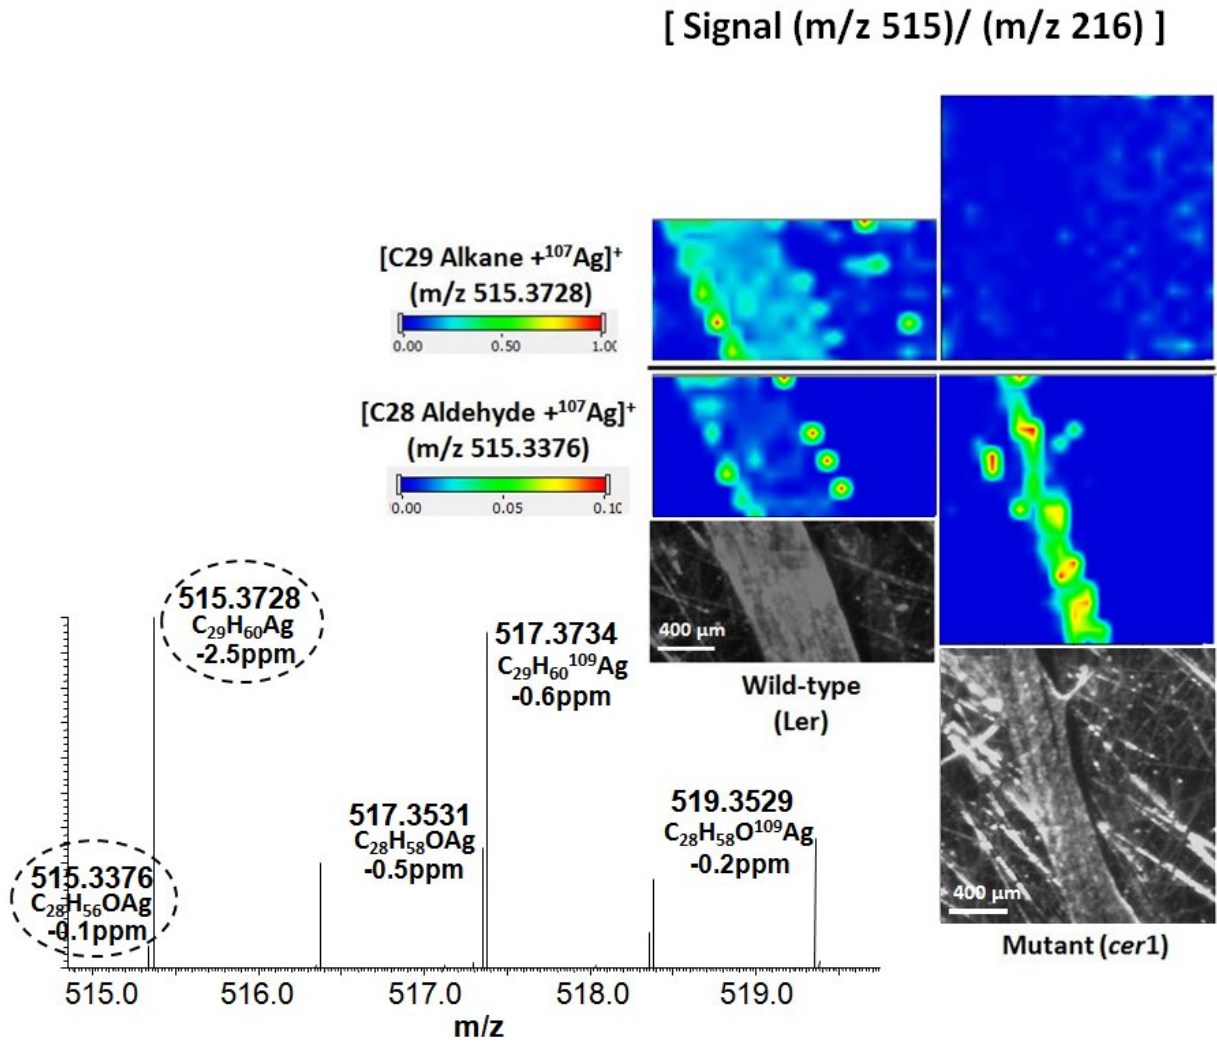 [ Signal (m/z 515)/ (m/z 216) ]
[C29 Alkane +¹⁰⁷Ag]⁺
(m/z 515.3728)
0.00 0.50 1.0
[C28 Aldehyde +¹⁰⁷Ag]⁺
(m/z 515.3376)
0.00 0.05 0.10
515.3728
C₂₉H₆₀Ag
-2.5ppm
517.3734
C₂₉H₆₀¹⁰⁹Ag
-0.6ppm
400 µm
Wild-type
(Ler)
517.3531
C₂₈H₅₈OAg
-0.5ppm
519.3529
C₂₈H₅₈O¹⁰⁹Ag
-0.2ppm
515.3376
C₂₈H₅₆OAg
-0.1ppm
400 µm
Mutant (cer1)
515.0 516.0 517.0 518.0 519.0
m/z